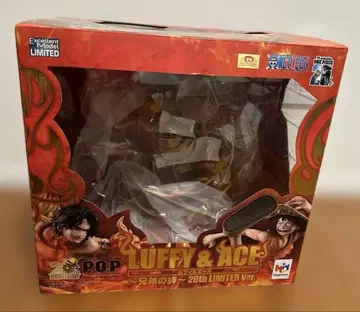 Excellent
Model
LIMITED
ONE PIECE
P.O.P
LUFFY & ACE
～兄弟の絆～ 20th LIMITED Ver.
MegaHouse